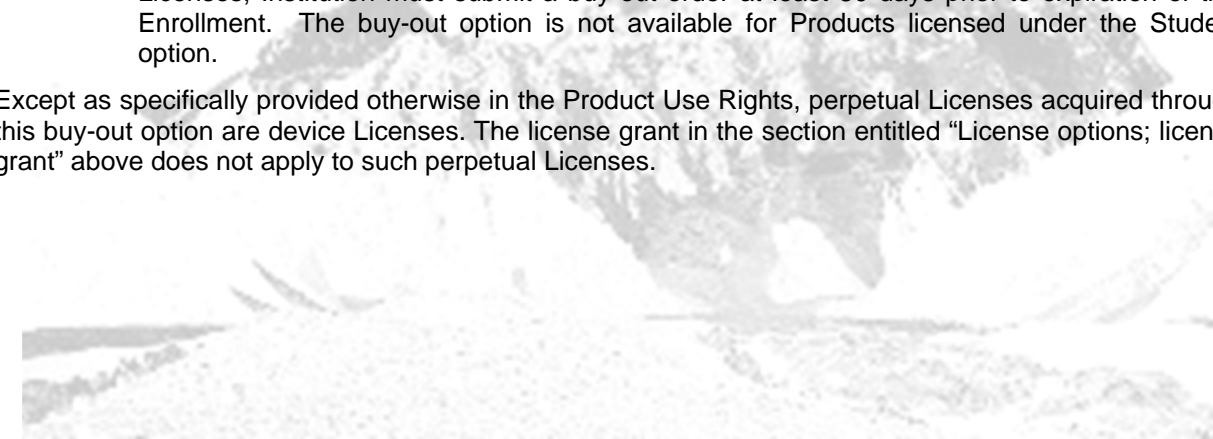 Enrollment. The buy-out option is not available for Products licensed under the Stude
option.
Except as specifically provided otherwise in the Product Use Rights, perpetual Licenses acquired throu
this buy-out option are device Licenses. The license grant in the section entitled “License options; licen
grant” above does not apply to such perpetual Licenses.